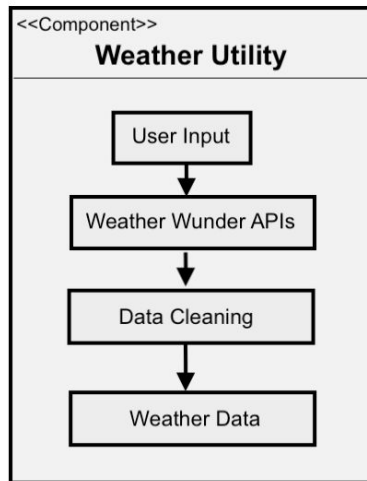 <<Component>>
Weather Utility
User Input
Weather Wunder APIs
Data Cleaning
Weather Data